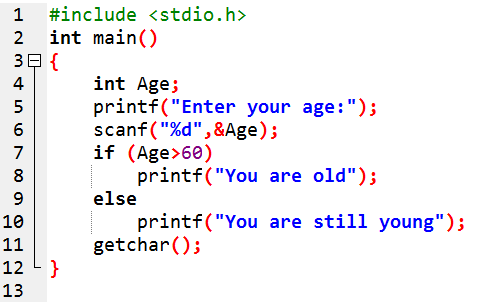 1 #include <stdio.h>
2 int main()
3 {
4 int Age;
5 printf("Enter your age:");
6 scanf("%d",&Age);
7 if (Age>60)
8 printf("You are old");
9 else
10 printf("You are still young");
11 getchar();
12 }
13